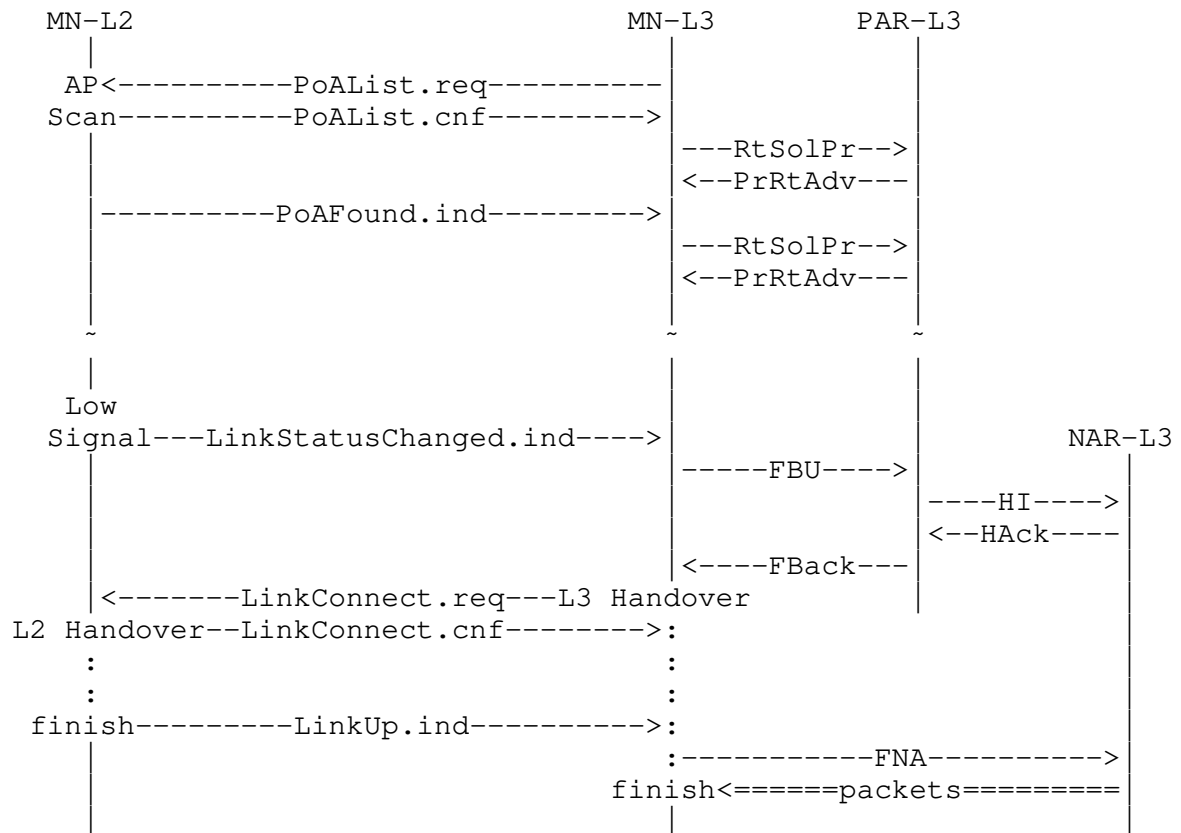 MN-L2                            MN-L3       PAR-L3
AP<----------PoAList.req----------
Scan----------PoAList.cnf--------->
---RtSolPr-->
<--PrRtAdv---
----------PoAFound.ind--------->
---RtSolPr-->
<--PrRtAdv---
~ ~ ~
Low
Signal---LinkStatusChanged.ind----> NAR-L3
-----FBU---->
----HI---->
<--HAck----
<----FBack---
<-------LinkConnect.req---L3 Handover
L2 Handover--LinkConnect.cnf-------->:
: :
: :
finish---------LinkUp.ind---------->:
:-----------FNA---------->
finish<======packets=========